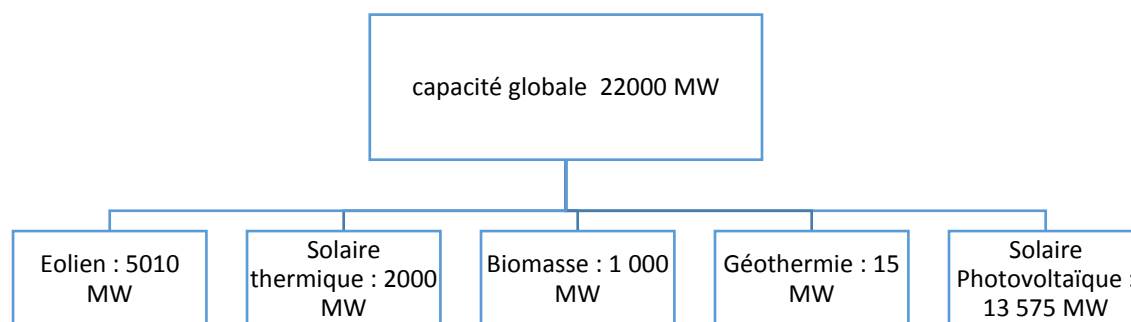 capacité globale  22000 MW
Eolien : 5010
MW
Solaire
thermique : 2000
MW
Biomasse : 1 000
MW
Géothermie : 15
MW
Solaire
Photovoltaïque :
13 575 MW